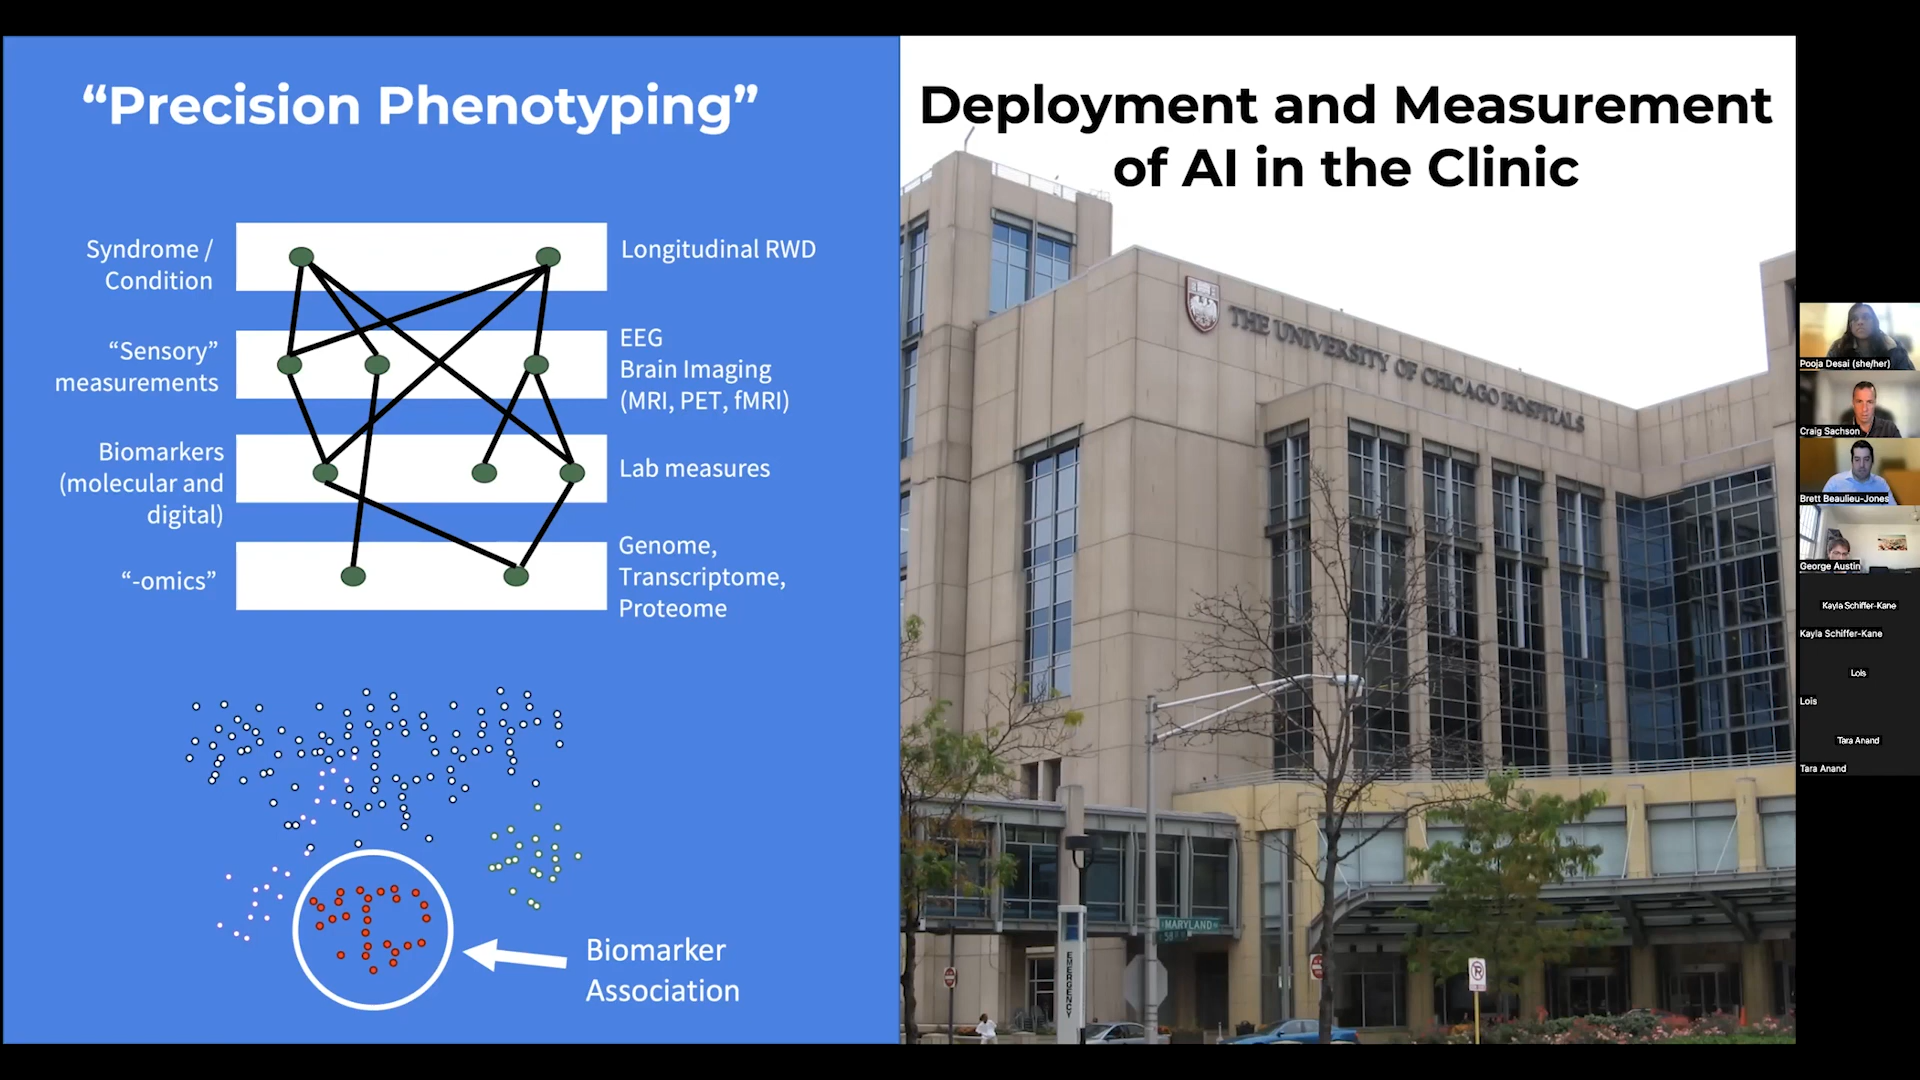 “Precision Phenotyping”
Syndrome /
Condition
Longitudinal RWD
“Sensory”
measurements
EEG
Brain Imaging
(MRI, PET, fMRI)
Biomarkers
(molecular and
digital)
Lab measures
“-omics”
Genome,
Transcriptome,
Proteome
Biomarker
Association
Deployment and Measurement
of AI in the Clinic
THE UNIVERSITY OF CHICAGO HOSPITALS
MARYLAND
EMERGENCY
Pooja Desai (she/her)
Craig Sachson
Brett Beaulieu-Jones
George Austin
Kayla Schiffer-Kane
Kayla Schiffer-Kane
Lois
Lois
Tara Anand
Tara Anand